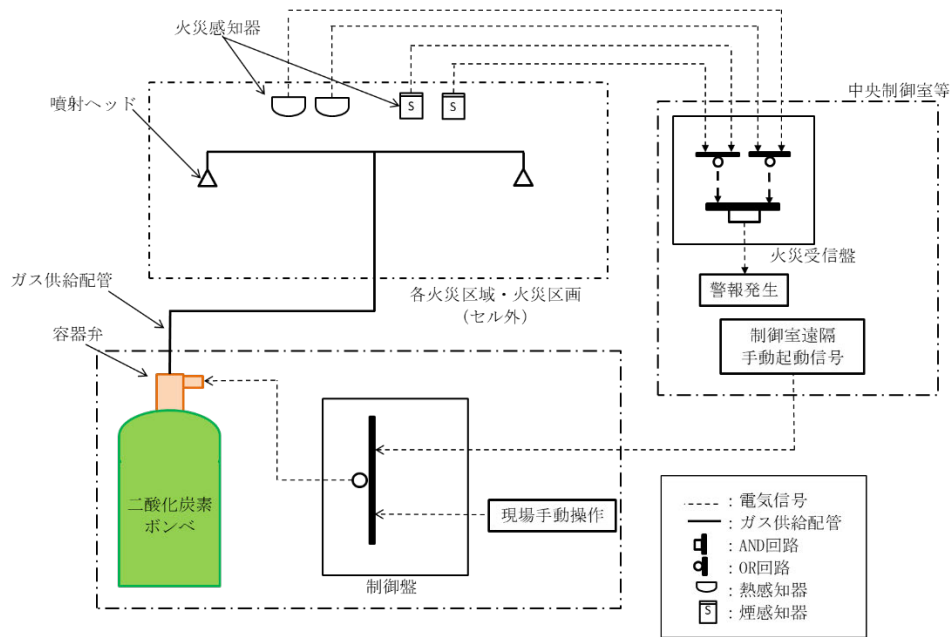 火災感知器
噴射ヘッド
S
S
中央制御室等
火災受信盤
警報発生
制御室遠隔
手動起動信号
各火災区域・火災区画
(セル外)
ガス供給配管
容器弁
二酸化炭素
ボンベ
現場手動操作
制御盤
：電気信号
：ガス供給配管
：AND回路
：OR回路
：熱感知器
S
：煙感知器